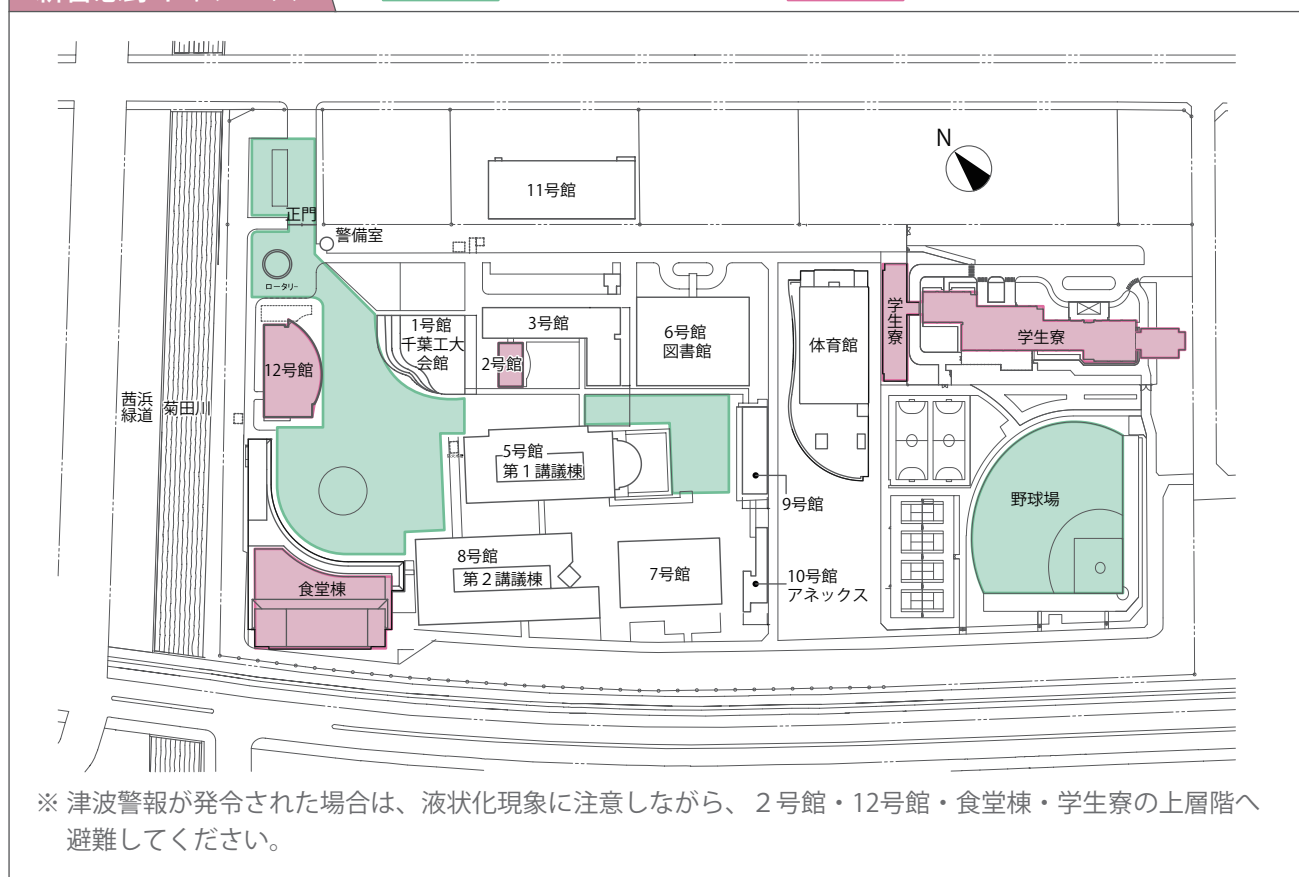 N
11号館
正門
警備室
ロータリー
1号館
千葉工大
会館
3号館
2号館
6号館
図書館
体育館
学生寮
学生寮
12号館
茜浜
緑道
菊田川
5号館
第1講議棟
9号館
野球場
8号館
第2講議棟
7号館
10号館
アネックス
食堂棟
※ 津波警報が発令された場合は、液状化現象に注意しながら、2号館・12号館・食堂棟・学生寮の上層階へ
避難してください。